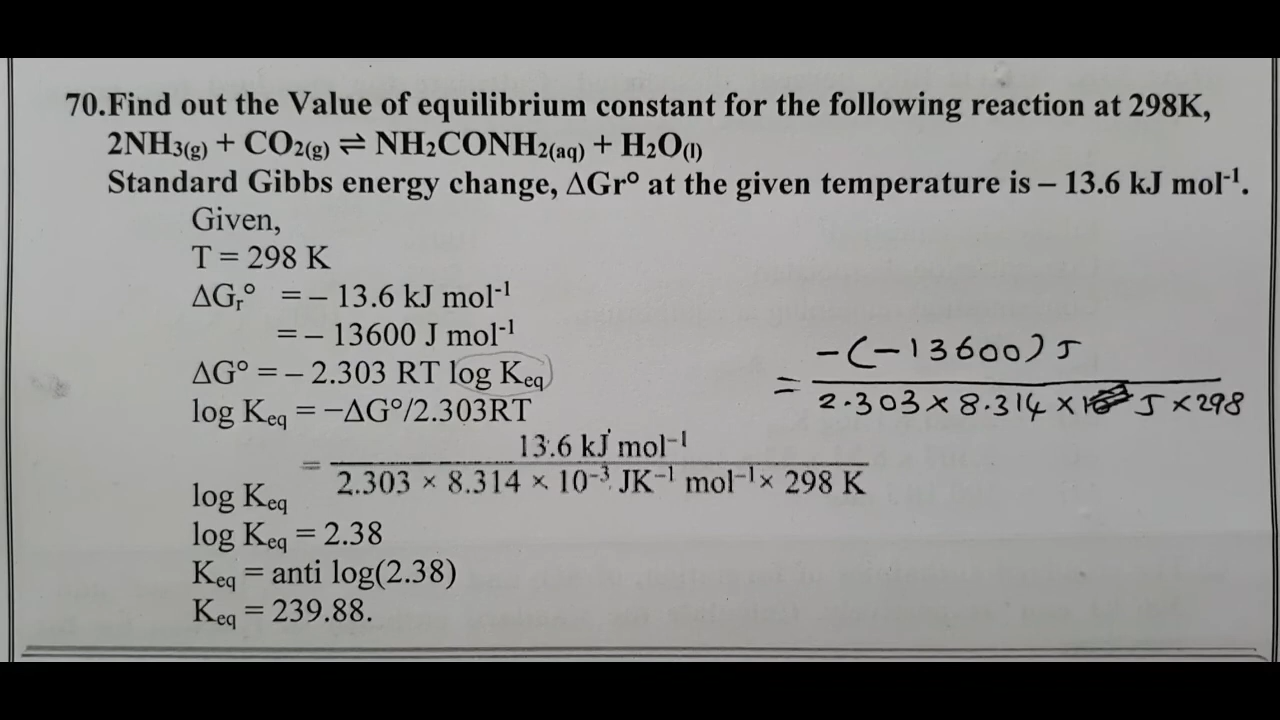 70.Find out the Value of equilibrium constant for the following reaction at 298K,
2NH₃(g) + CO₂(g) ⇌ NH₂CONH₂(aq) + H₂O(l)
Standard Gibbs energy change, ΔGr° at the given temperature is – 13.6 kJ mol⁻¹.
Given,
T = 298 K
ΔGᵣ° = – 13.6 kJ mol⁻¹
= – 13600 J mol⁻¹
ΔG° = – 2.303 RT log Keq
log Keq = −ΔG°/2.303RT
= 13.6 kJ mol⁻¹
2.303 × 8.314 × 10⁻³ JK⁻¹ mol⁻¹× 298 K
log Keq
log Keq = 2.38
Keq = anti log(2.38)
Keq = 239.88.
= -(-13600) J
2.303 × 8.314 × J × 298